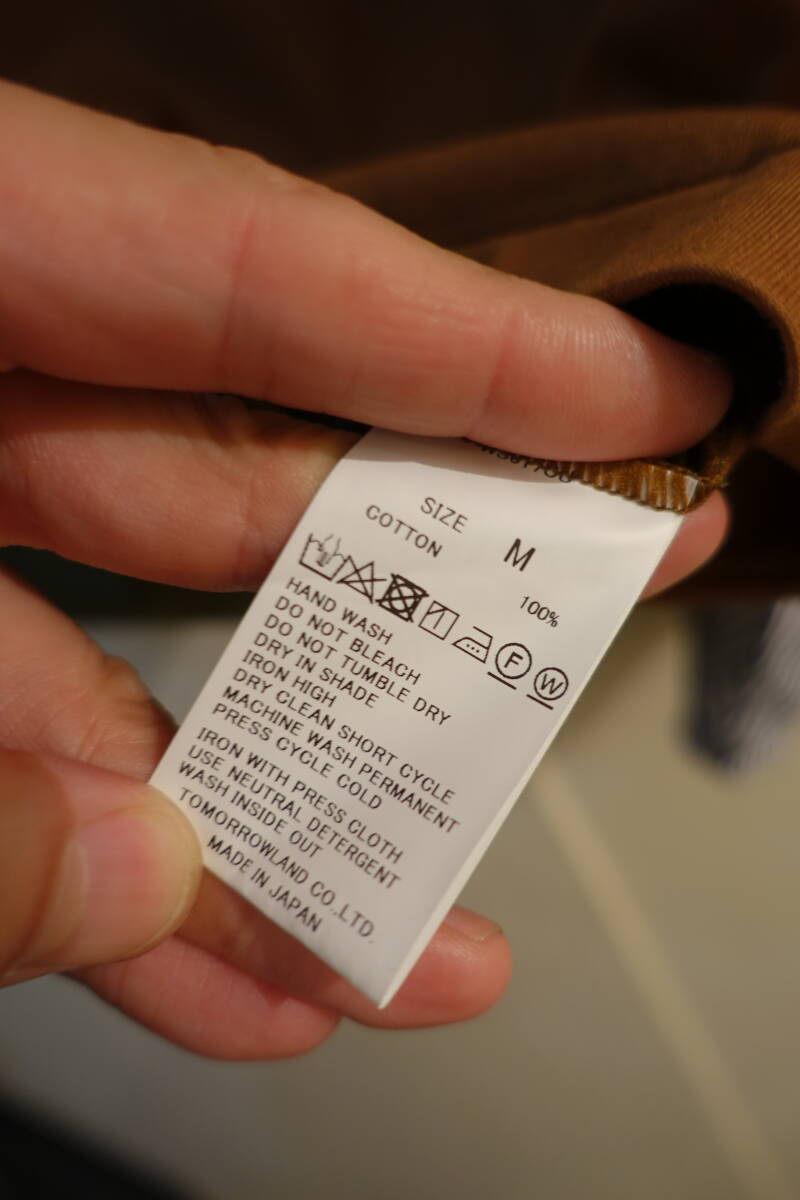 SIZE M
COTTON 100%
F W
HAND WASH
DO NOT BLEACH
DO NOT TUMBLE DRY
DRY IN SHADE
IRON HIGH
DRY CLEAN SHORT CYCLE
MACHINE WASH PERMANENT
PRESS CYCLE COLD
IRON WITH PRESS CLOTH
USE NEUTRAL DETERGENT
WASH INSIDE OUT
TOMORROWLAND CO.,LTD.
MADE IN JAPAN